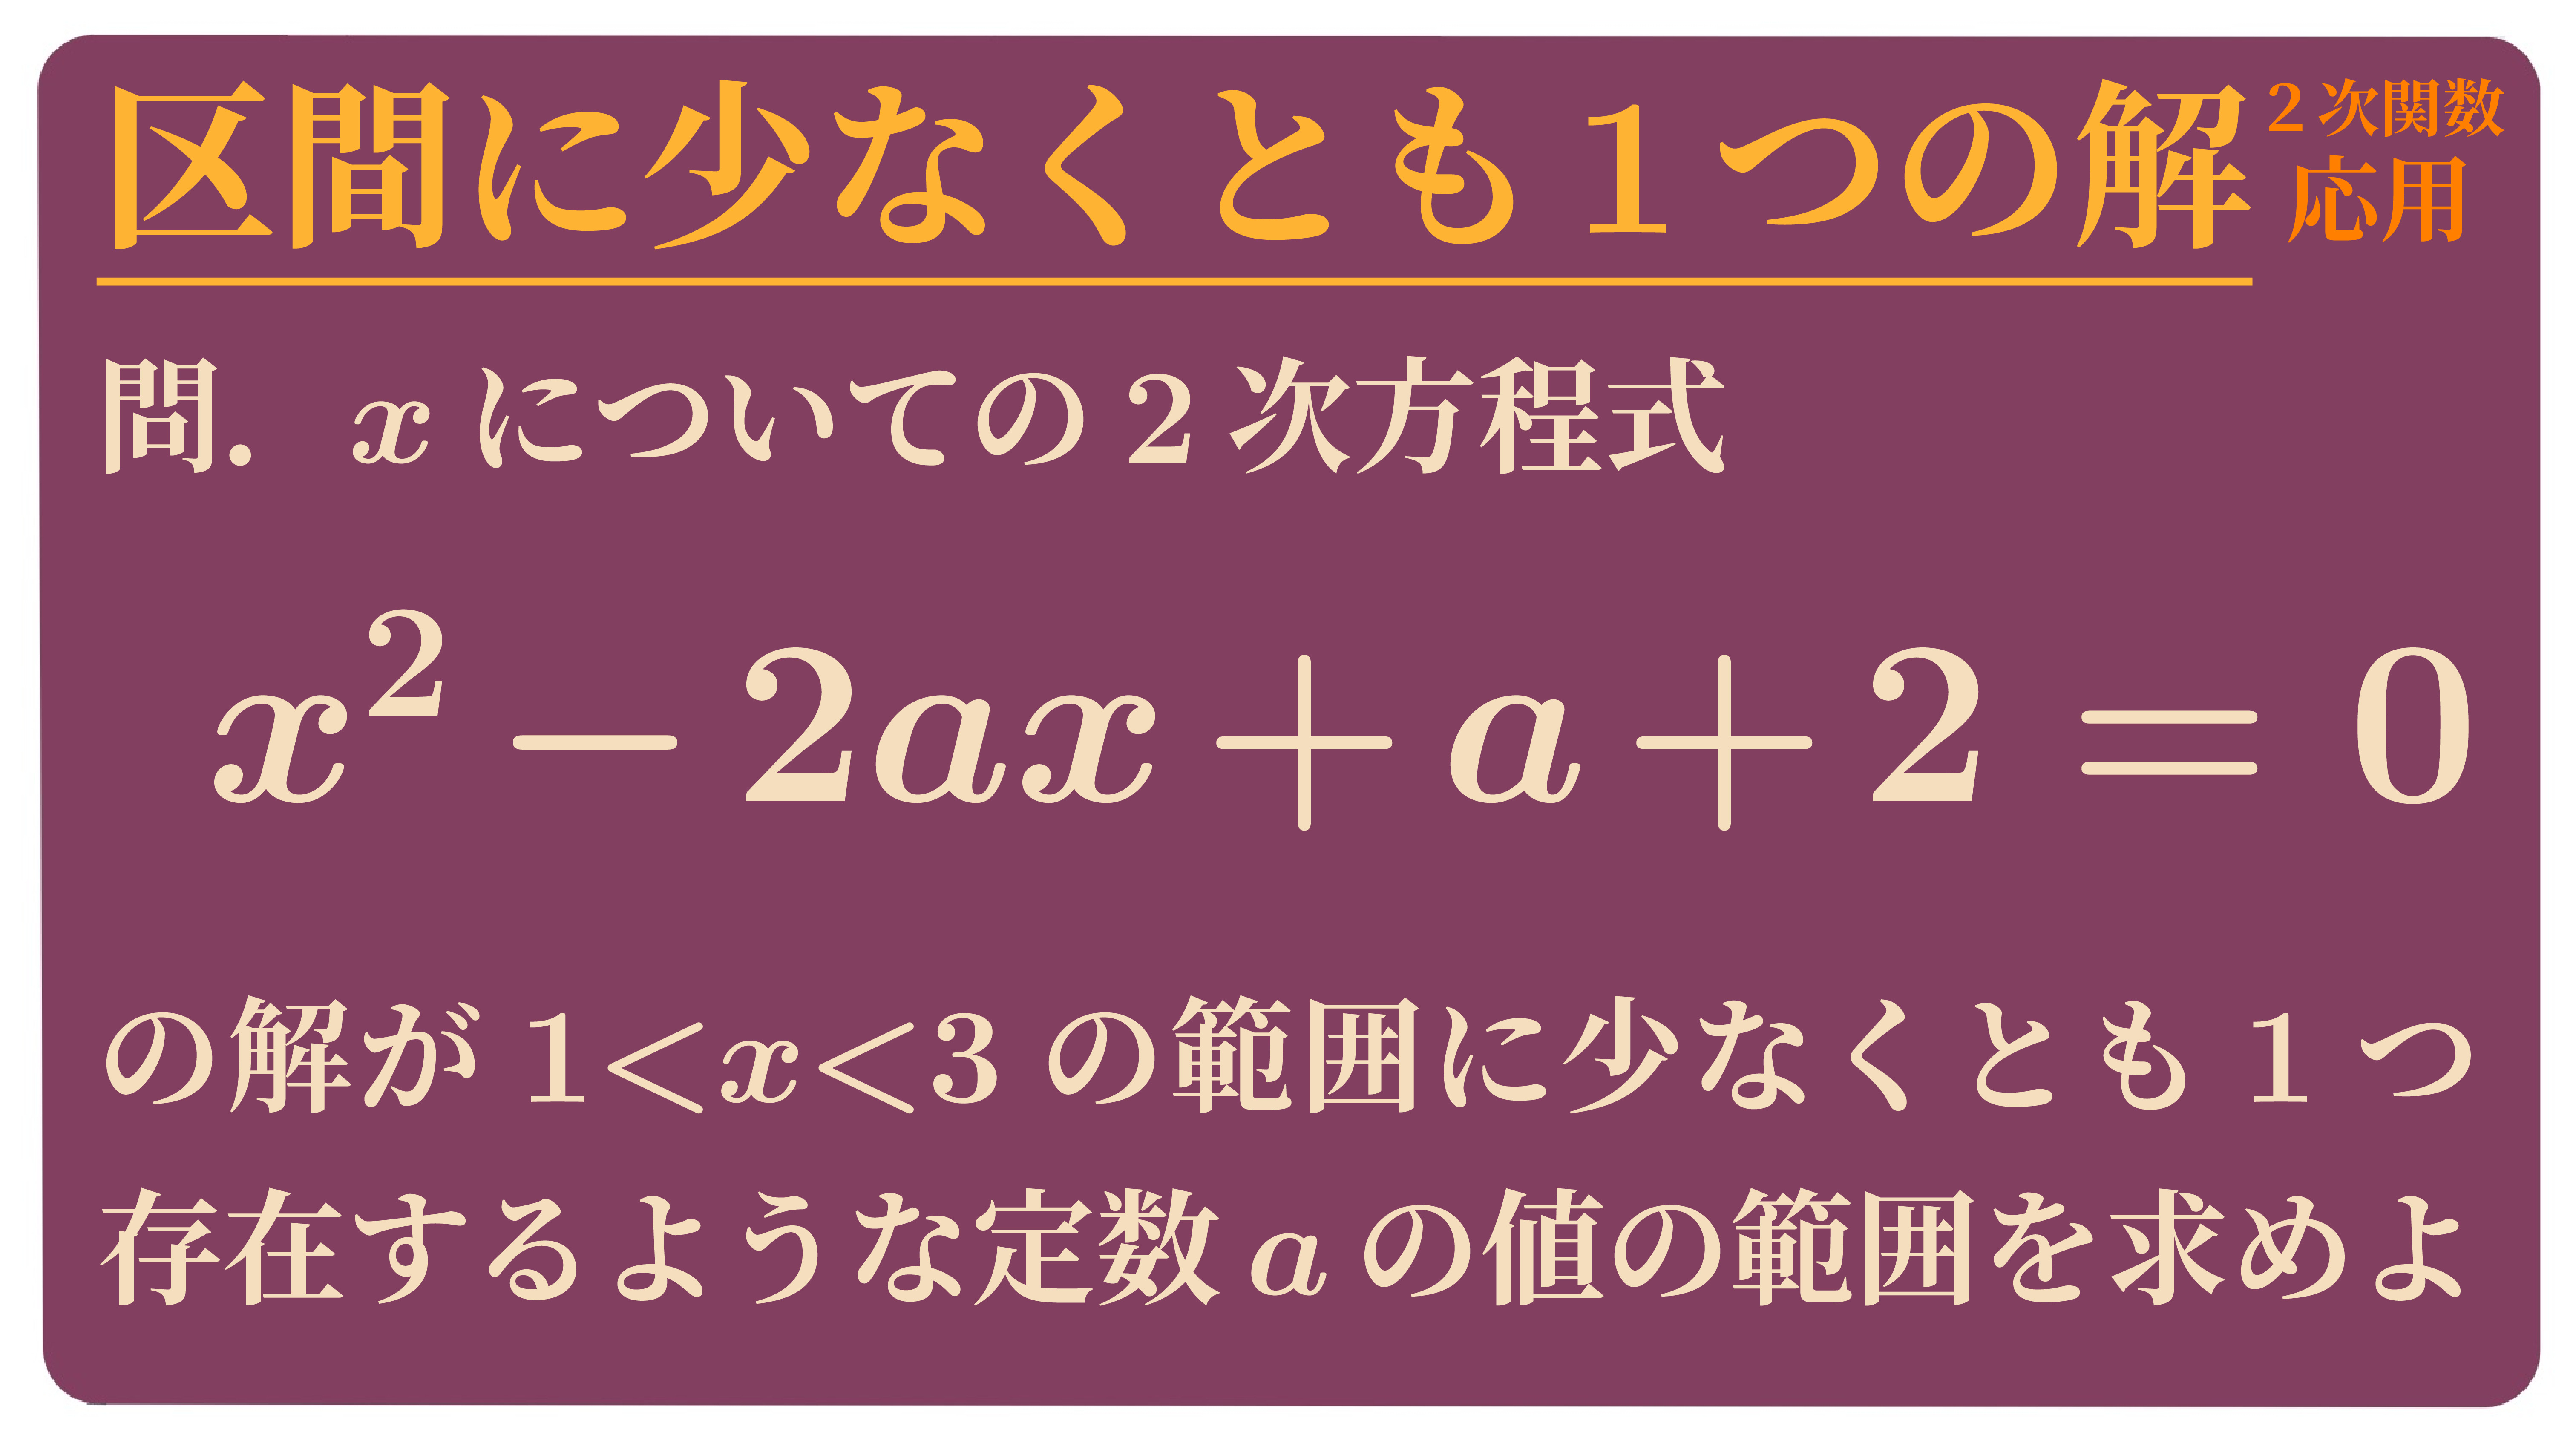 区間に少なくとも1つの解
2次関数
応用
問. x についての 2 次方程式
x² − 2ax + a + 2 = 0
の解が 1<x<3 の範囲に少なくとも 1 つ
存在するような定数 a の値の範囲を求めよ